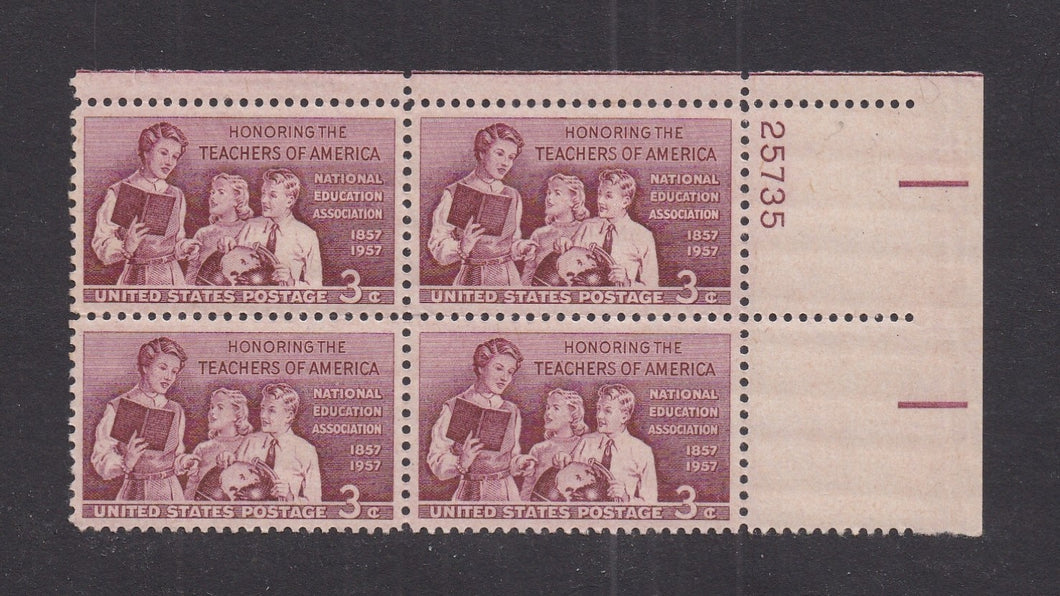 HONORING THE
TEACHERS OF AMERICA
NATIONAL
EDUCATION
ASSOCIATION
1857
1957
UNITED STATES POSTAGE 3¢
HONORING THE
TEACHERS OF AMERICA
NATIONAL
EDUCATION
ASSOCIATION
1857
1957
UNITED STATES POSTAGE 3¢
25735
HONORING THE
TEACHERS OF AMERICA
NATIONAL
EDUCATION
ASSOCIATION
1857
1957
UNITED STATES POSTAGE 3¢
HONORING THE
TEACHERS OF AMERICA
NATIONAL
EDUCATION
ASSOCIATION
1857
1957
UNITED STATES POSTAGE 3¢